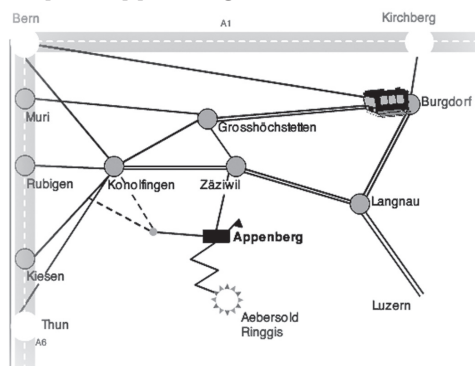 Bern
A1
Kirchberg
Burgdorf
Muri
Grosshöchstetten
Rubigen
Konolfingen
Zäziwil
Langnau
Appenberg
Kiesen
Luzern
Thun
Aebersold
Ringgis
A6